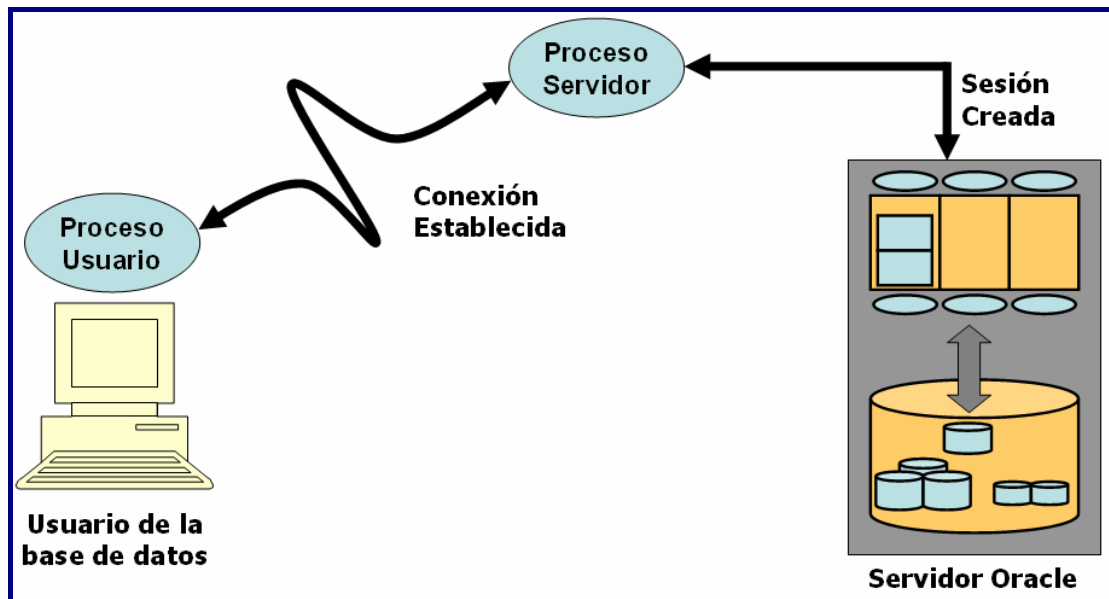 Proceso
Servidor
Sesión
Creada
Conexión
Establecida
Proceso
Usuario
Usuario de la
base de datos
Servidor Oracle